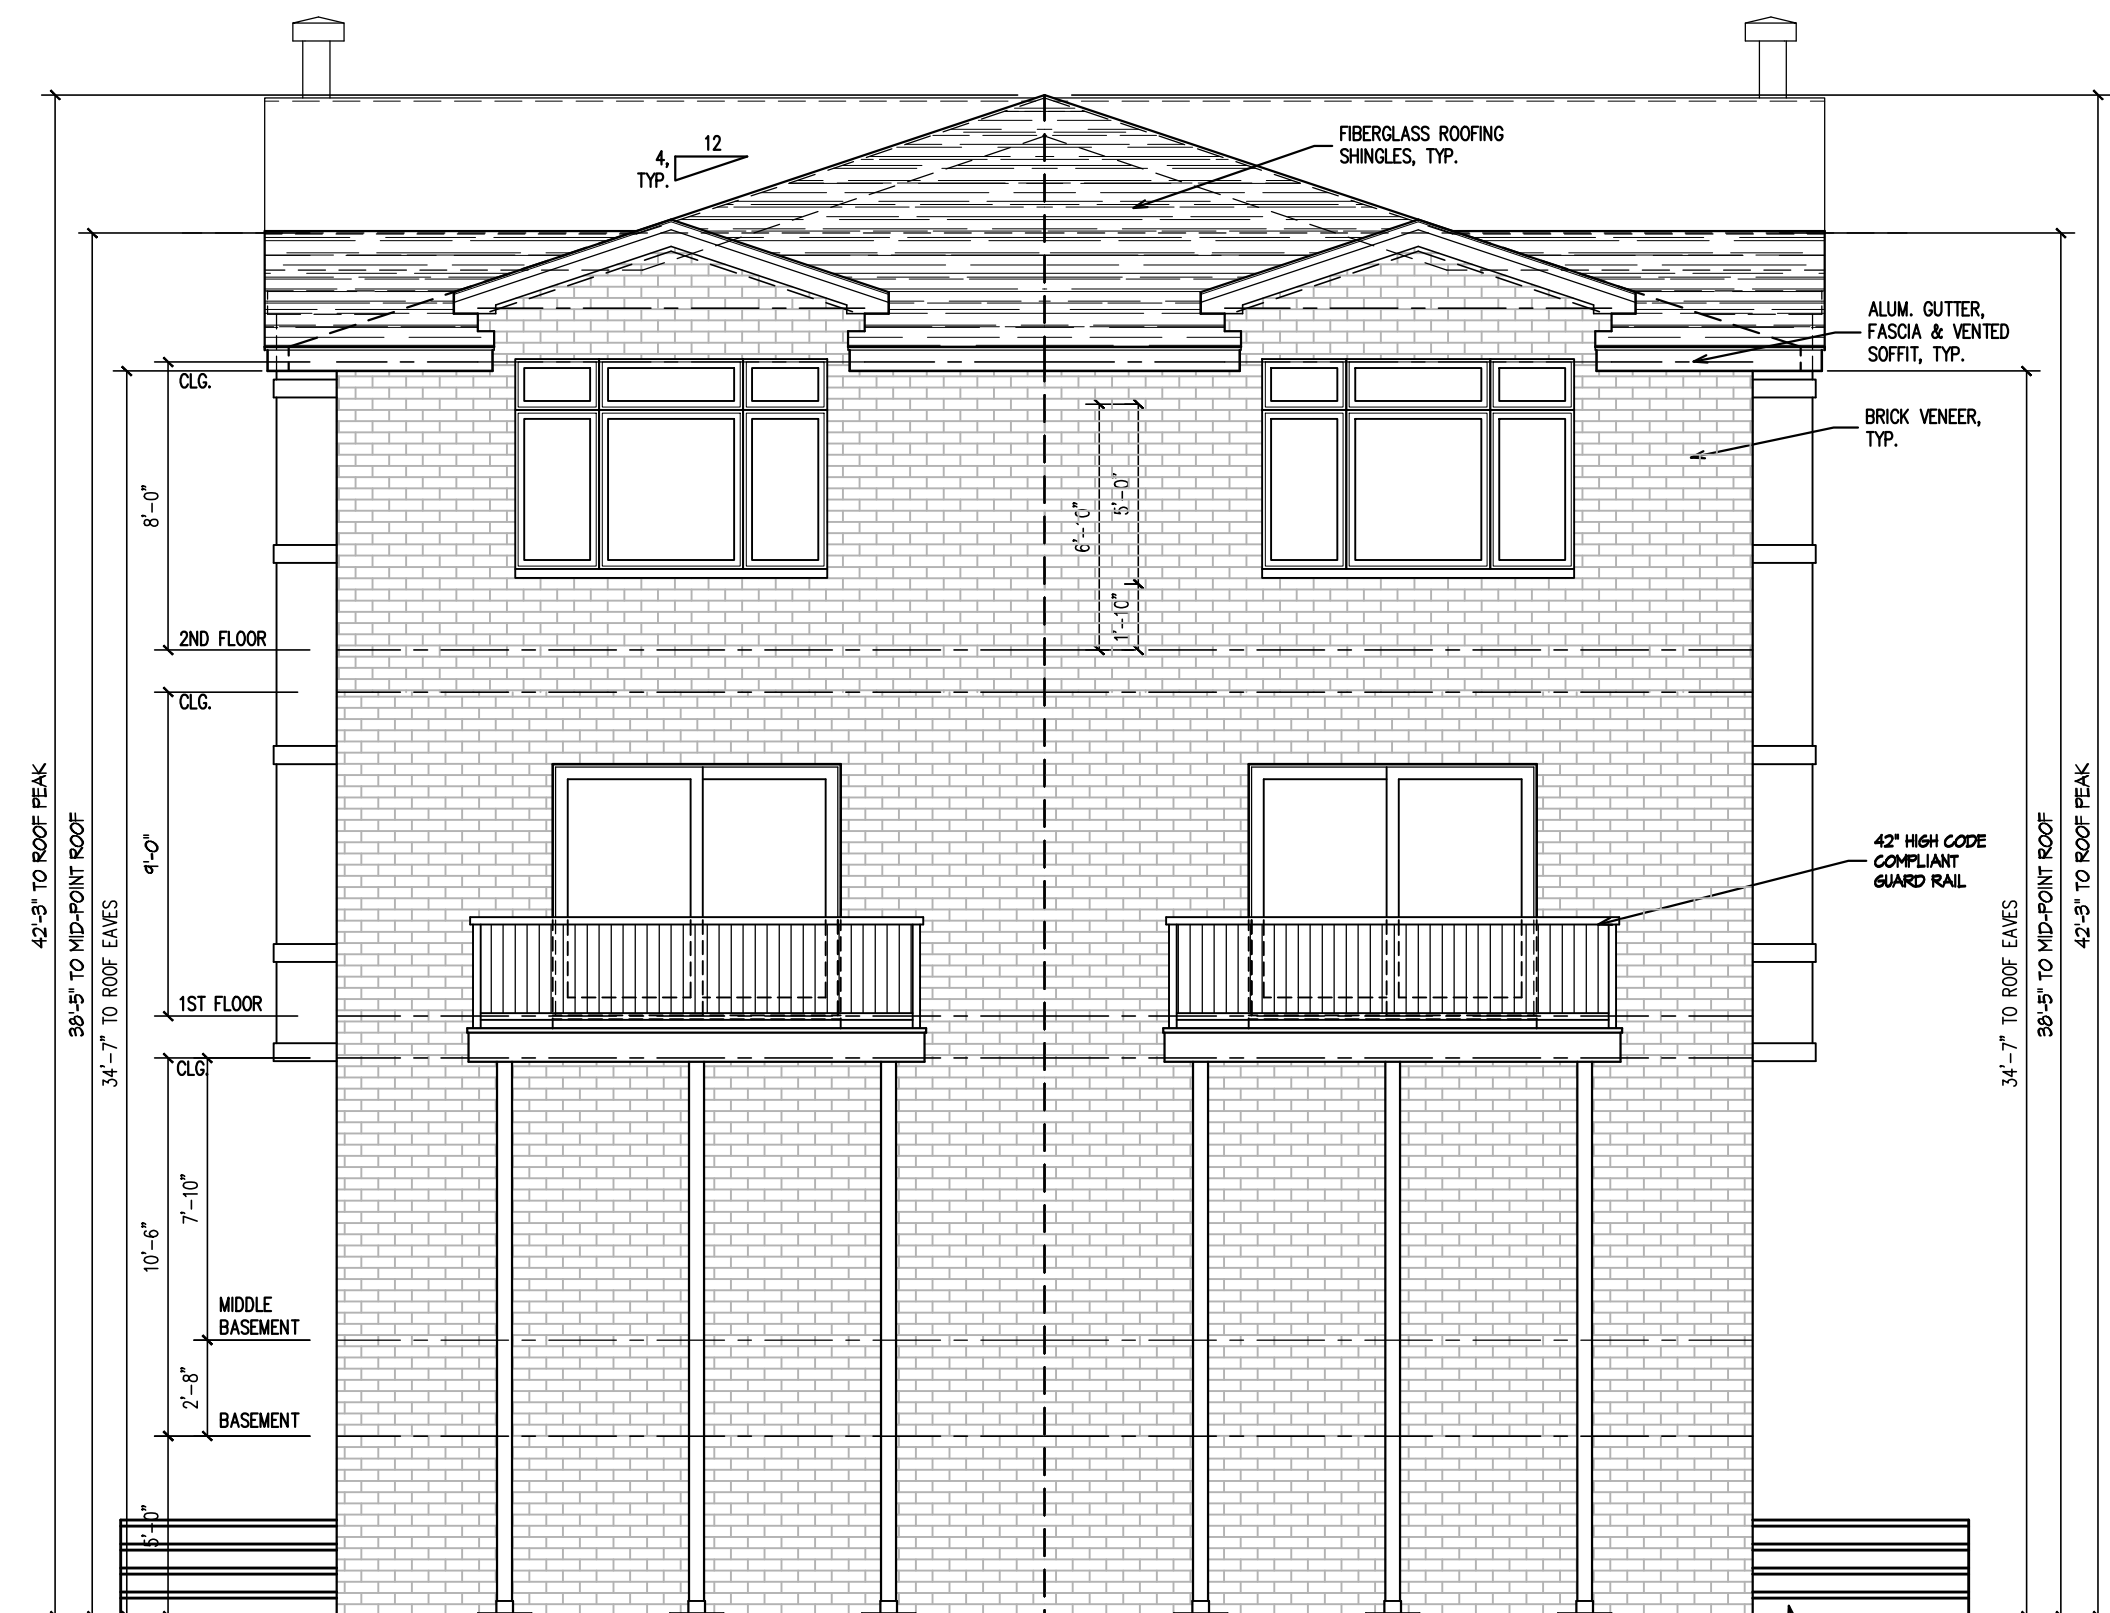 12
4,
TYP.
FIBERGLASS ROOFING
SHINGLES, TYP.
ALUM. GUTTER,
FASCIA & VENTED
SOFFIT, TYP.
BRICK VENEER,
TYP.
CLG.
8'-0"
6'-10"
5'-0"
1'-10"
2ND FLOOR
CLG.
9'-0"
42" HIGH CODE
COMPLIANT
GUARD RAIL
42'-3" TO ROOF PEAK
38'-5" TO MID-POINT ROOF
34'-7" TO ROOF EAVES
34'-7" TO ROOF EAVES
38'-5" TO MID-POINT ROOF
42'-3" TO ROOF PEAK
1ST FLOOR
CLG.
7'-10"
10'-6"
MIDDLE
BASEMENT
2'-8"
BASEMENT
5'-0"